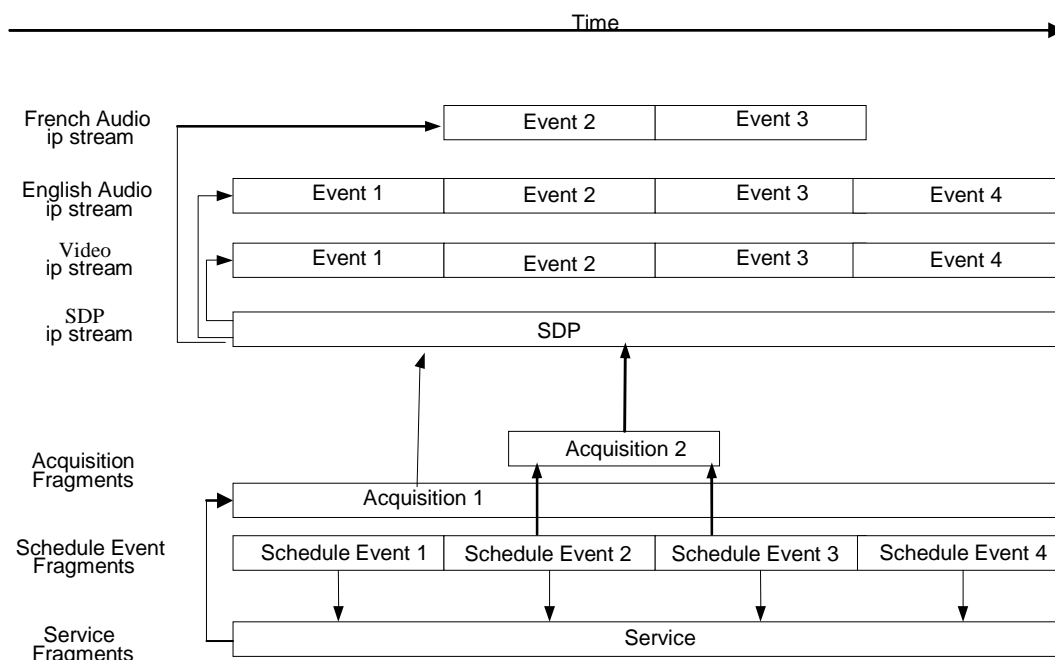 Time
French Audio
ip stream
Event 2
Event 3
English Audio
ip stream
Event 1
Event 2
Event 3
Event 4
Video
ip stream
Event 1
Event 2
Event 3
Event 4
SDP
ip stream
SDP
Acquisition
Fragments
Acquisition 2
Acquisition 1
Schedule Event
Fragments
Schedule Event 1
Schedule Event 2
Schedule Event 3
Schedule Event 4
Service
Fragments
Service